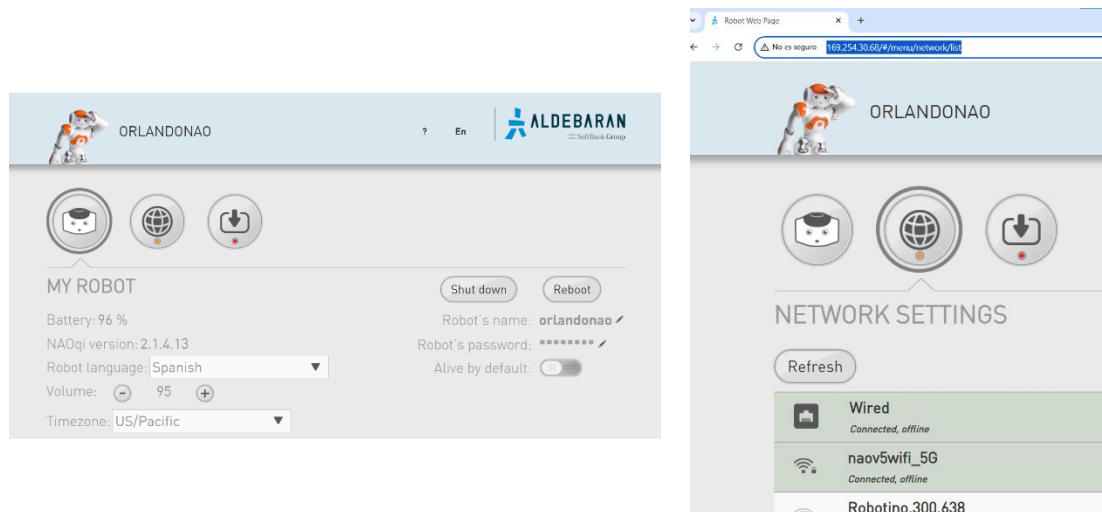 ORLANDONAO
? En
ALDEBARAN
SoftBank Group
MY ROBOT
Shut down
Reboot
Battery: 96 %
Robot's name: orlandonao
NAOqi version: 2.1.4.13
Robot's password: ********
Robot language: Spanish
Alive by default: off
Volume: - 95 +
Timezone: US/Pacific
Robot Web Page
No es seguro 169.254.30.68/#/menu/network/list
ORLANDONAO
NETWORK SETTINGS
Refresh
Wired
Connected, offline
naov5wifi_5G
Connected, offline
Robotino.300.638